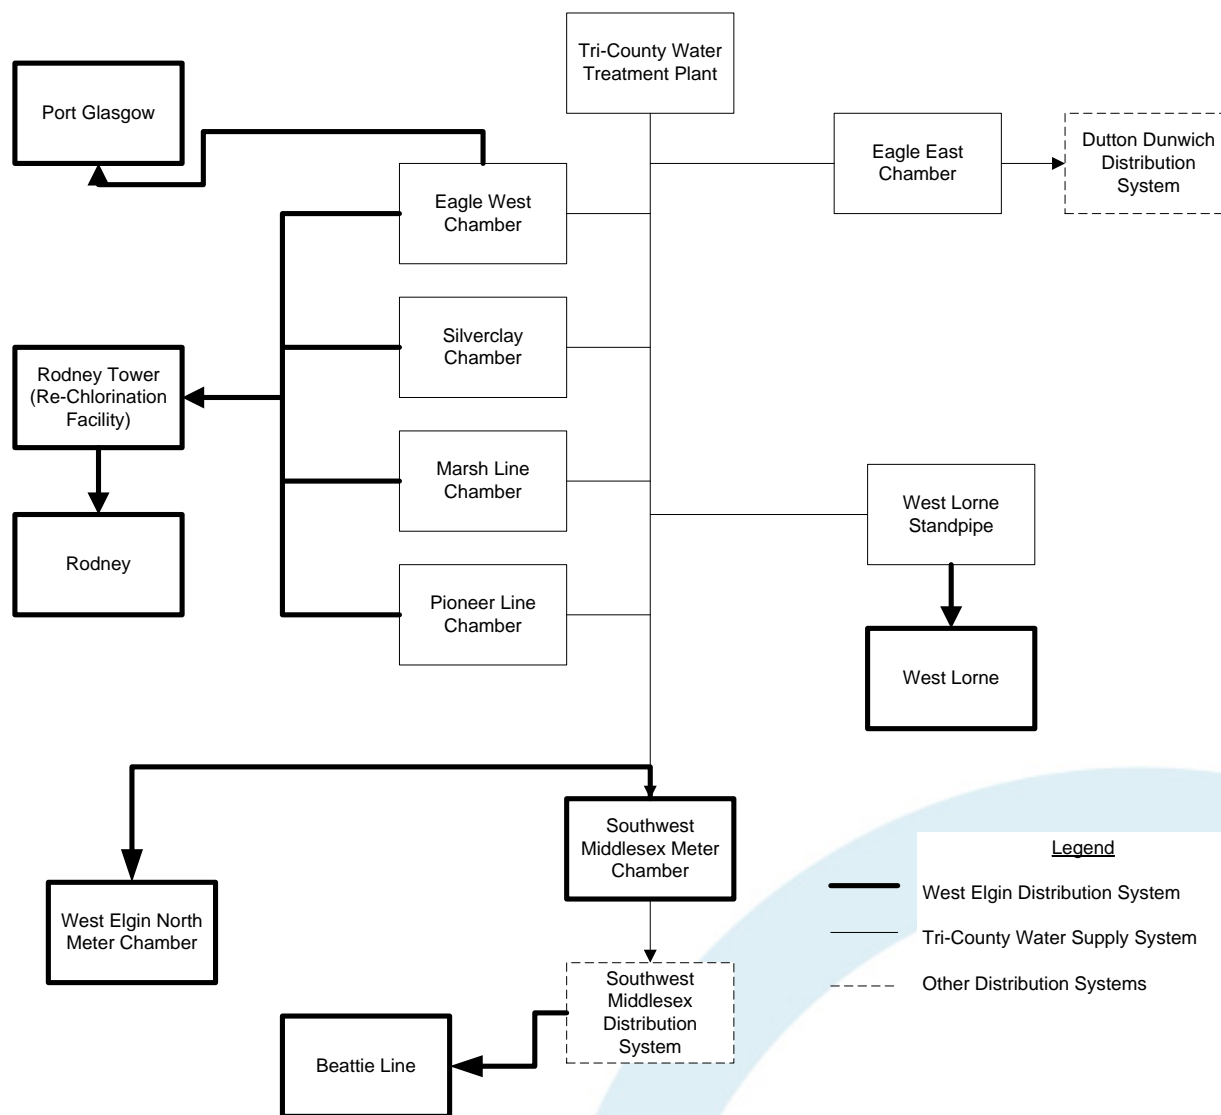 Tri-County Water
Treatment Plant
Port Glasgow
Eagle East
Chamber
Dutton Dunwich
Distribution
System
Eagle West
Chamber
Silverclay
Chamber
Rodney Tower
(Re-Chlorination
Facility)
Marsh Line
Chamber
West Lorne
Standpipe
Rodney
Pioneer Line
Chamber
West Lorne
Southwest
Middlesex Meter
Chamber
West Elgin North
Meter Chamber
Southwest
Middlesex
Distribution
System
Beattie Line
Legend
West Elgin Distribution System
Tri-County Water Supply System
Other Distribution Systems